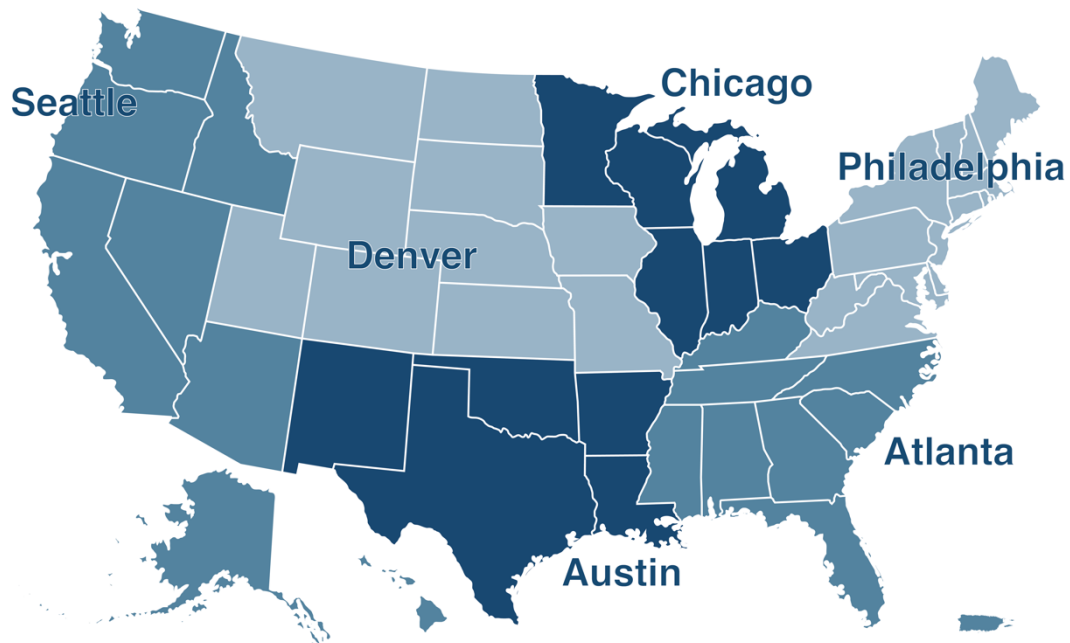 Chicago
Seattle
Philadelphia
Denver
Atlanta
Austin